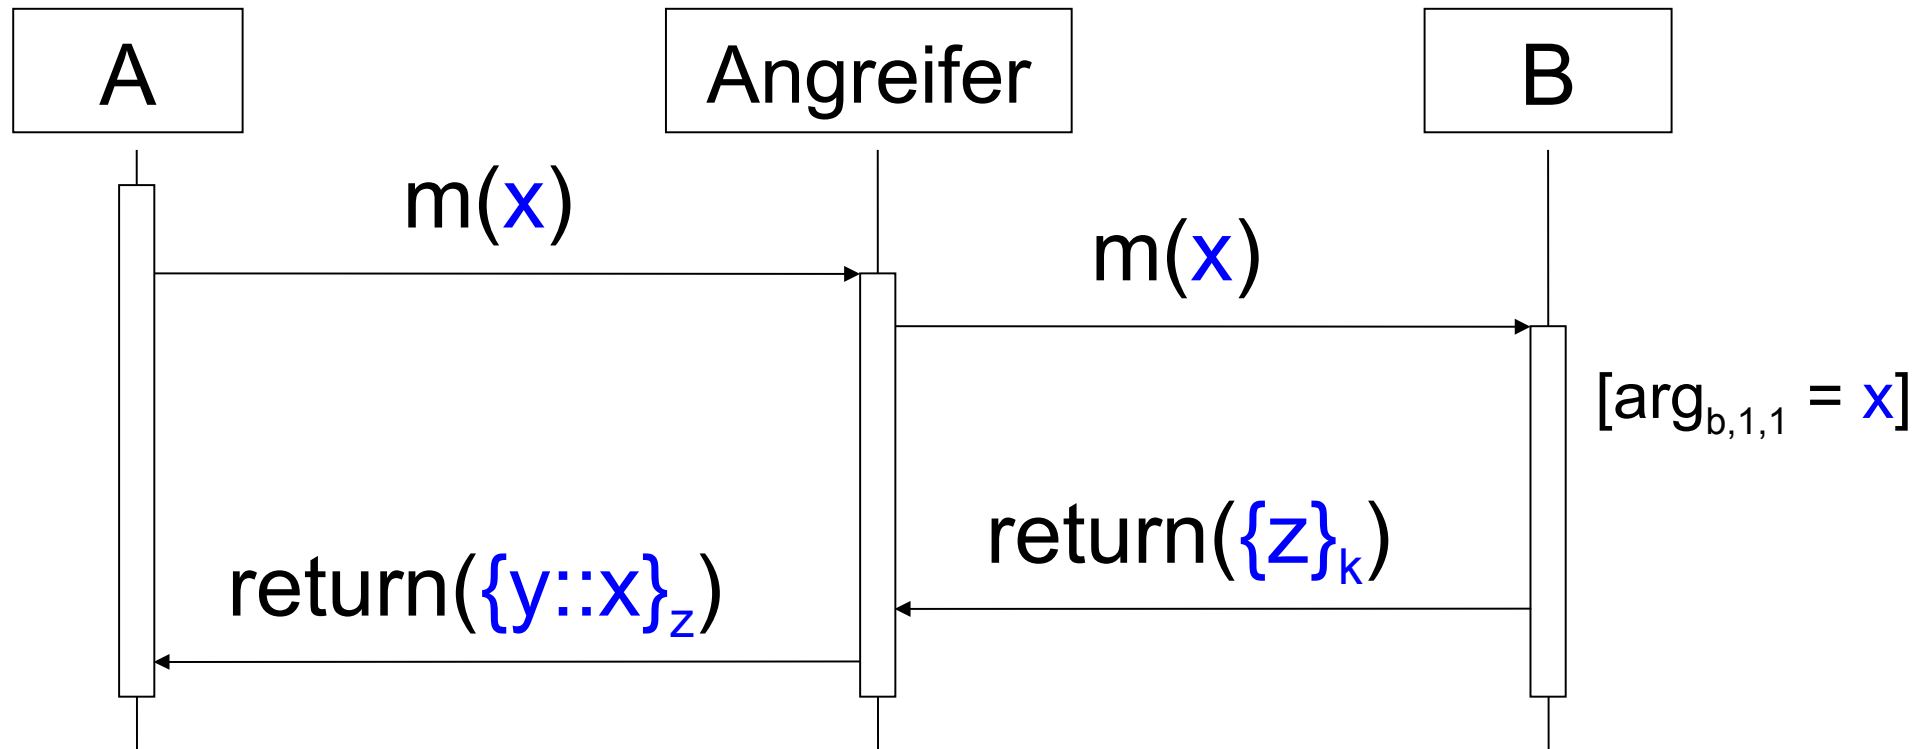 A
Angreifer
B
m(x)
m(x)
[arg_b,1,1 = x]
return({z}_k)
return({y::x}_z)